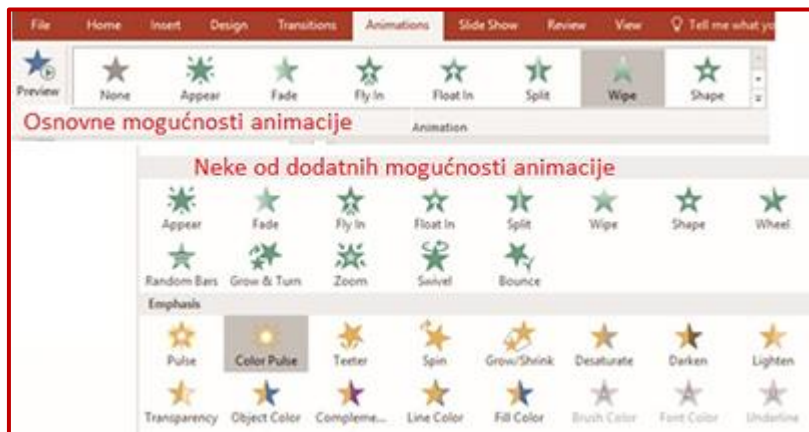 File Home Insert Design Transitions Animations Slide Show Review View Tell me what yo
Preview None Appear Fade Fly In Float In Split Wipe Shape
Osnovne mogućnosti animacije Animation
Neke od dodatnih mogućnosti animacije
Appear Fade Fly In Float In Split Wipe Shape Wheel
Random Bars Grow & Turn Zoom Swivel Bounce
Emphasis
Pulse Color Pulse Teeter Spin Grow/Shrink Desaturate Darken Lighten
Transparency Object Color Compleme... Line Color Fill Color Brush Color Font Color Underline